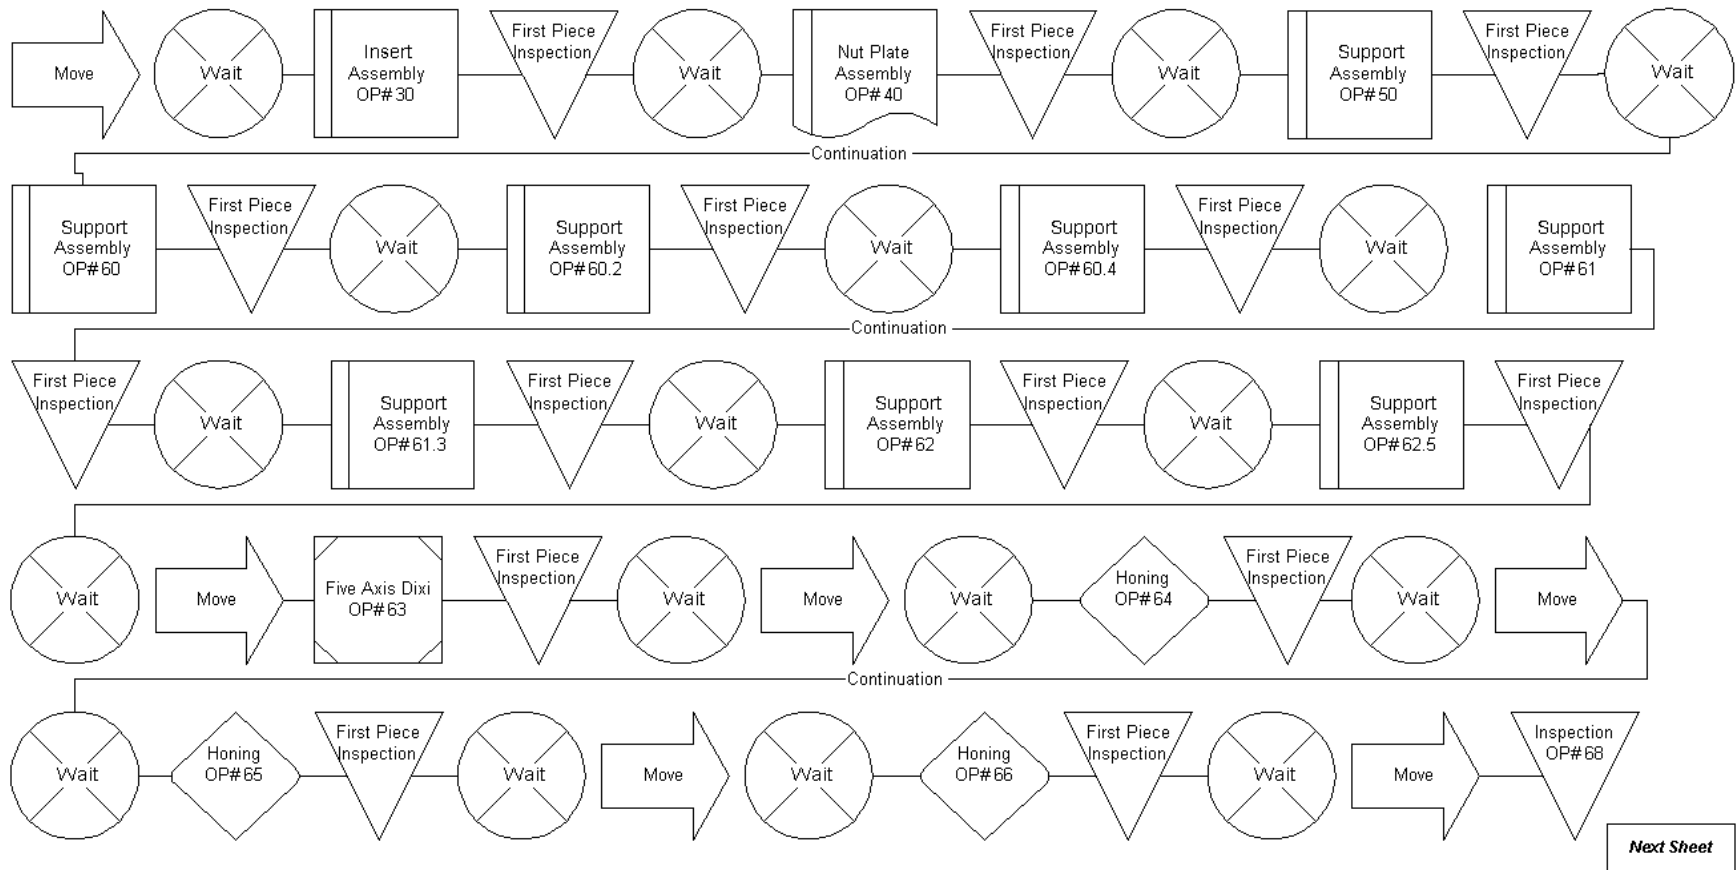 Move
Wait
Insert
Assembly
OP#30
First Piece
Inspection
Wait
Nut Plate
Assembly
OP#40
First Piece
Inspection
Wait
Support
Assembly
OP#50
First Piece
Inspection
Wait
Continuation
Support
Assembly
OP#60
First Piece
Inspection
Wait
Support
Assembly
OP#60.2
First Piece
Inspection
Wait
Support
Assembly
OP#60.4
First Piece
Inspection
Wait
Support
Assembly
OP#61
Continuation
First Piece
Inspection
Wait
Support
Assembly
OP#61.3
First Piece
Inspection
Wait
Support
Assembly
OP#62
First Piece
Inspection
Wait
Support
Assembly
OP#62.5
First Piece
Inspection
Wait
Move
Five Axis Dixi
OP#63
First Piece
Inspection
Wait
Move
Wait
Honing
OP#64
First Piece
Inspection
Wait
Move
Continuation
Wait
Honing
OP#65
First Piece
Inspection
Wait
Move
Wait
Honing
OP#66
First Piece
Inspection
Wait
Move
Inspection
OP#68
Next Sheet